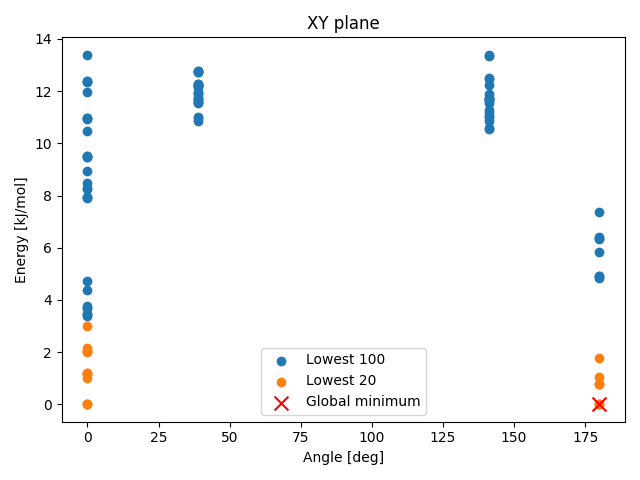 XY plane
14
12
10
8
6
4
2
0
Energy [kJ/mol]
Lowest 100
Lowest 20
Global minimum
0 25 50 75 100 125 150 175
Angle [deg]